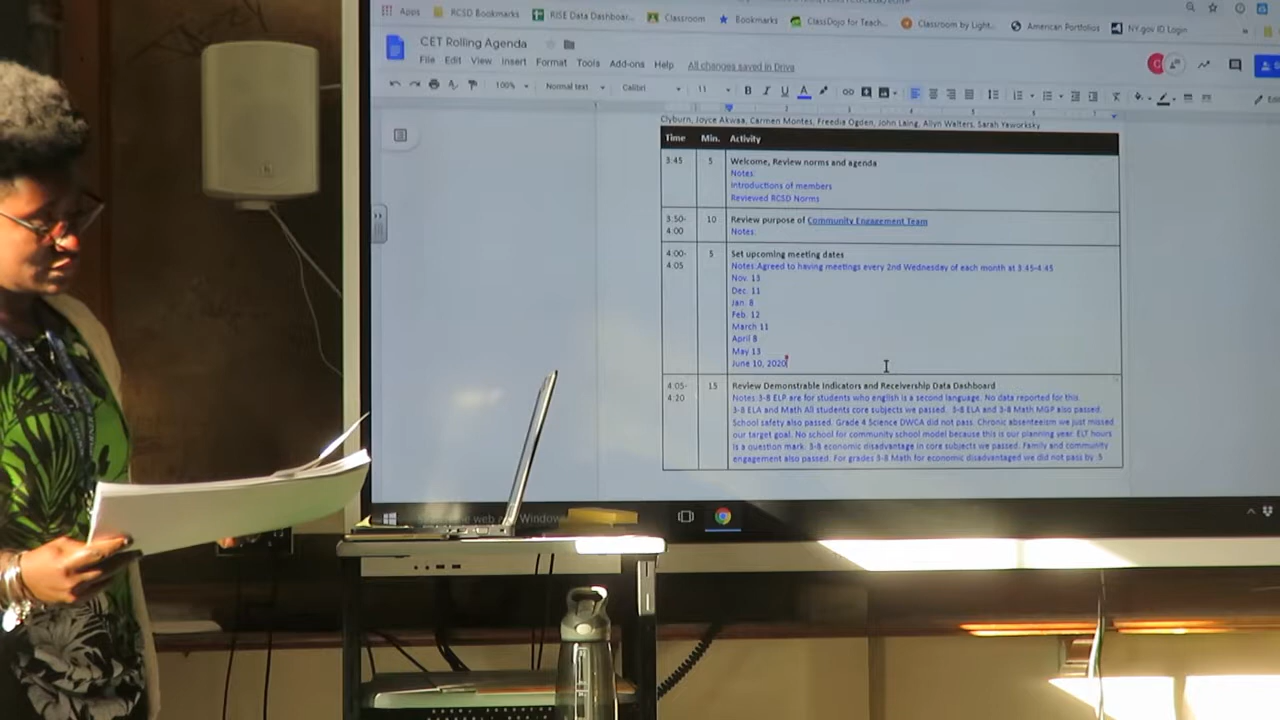 Apps RCSD Bookmarks RISE Data Dashboar... Classroom Bookmarks ClassDojo for Teach... Classroom by Light... American Portfolios NY.gov ID Login
CET Rolling Agenda
File Edit View Insert Format Tools Add-ons Help All changes saved in Drive
100% Normal text Calibri 11 B I U A
Clyburn, Joyce Akwaa, Carmen Montes, Freedia Ogden, John Laing, Allyn Walters, Sarah Yeworksky
Time Min. Activity
3:45 5 Welcome, Review norms and agenda
Notes
Introductions of members
Reviewed RCSD Norms
3:50- 10 Review purpose of Community Engagement Team
4:00 Notes:
4:00- 5 Set upcoming meeting dates
4:05 Notes:Agreed to having meetings every 2nd Wednesday of each month at 3:45-4:45
Nov. 13
Dec. 11
Jan. 8
Feb. 12
March 11
April 8
May 13
June 10, 2020
4:05- 15 Review Demonstrable Indicators and Receivership Data Dashboard
4:20 Notes:3-8 ELP are for students who english is a second language. No data reported for this.
3-8 ELA and Math All students core subjects we passed. 3-8 ELA and 3-8 Math MGP also passed.
School safety also passed. Grade 4 Science DWCA did not pass. Chronic absenteeism we just missed
our target goal. No school for community school model because this is our planning year. ELT hours
is a question mark. 3-8 economic disadvantage in core subjects we passed. Family and community
engagement also passed. For grades 3-8 Math for economic disadvantaged we did not pass by .5
web Window